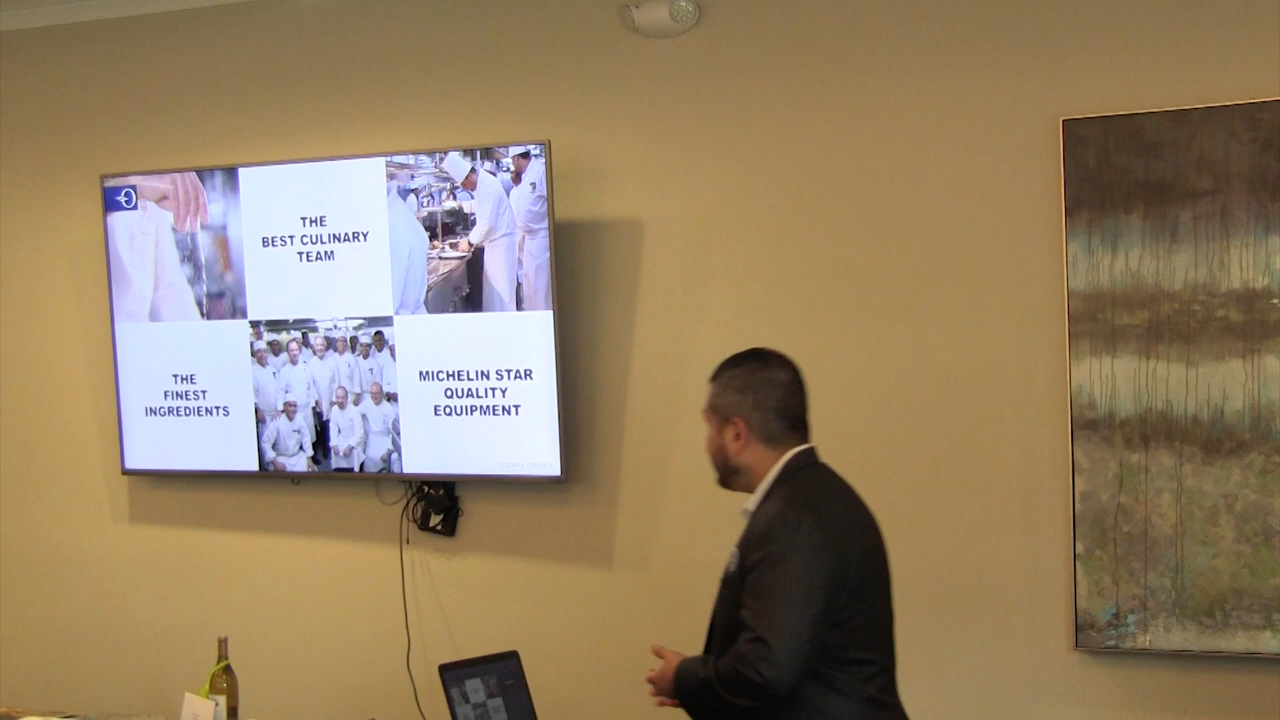 THE
BEST CULINARY
TEAM
THE
FINEST
INGREDIENTS
MICHELIN STAR
QUALITY
EQUIPMENT